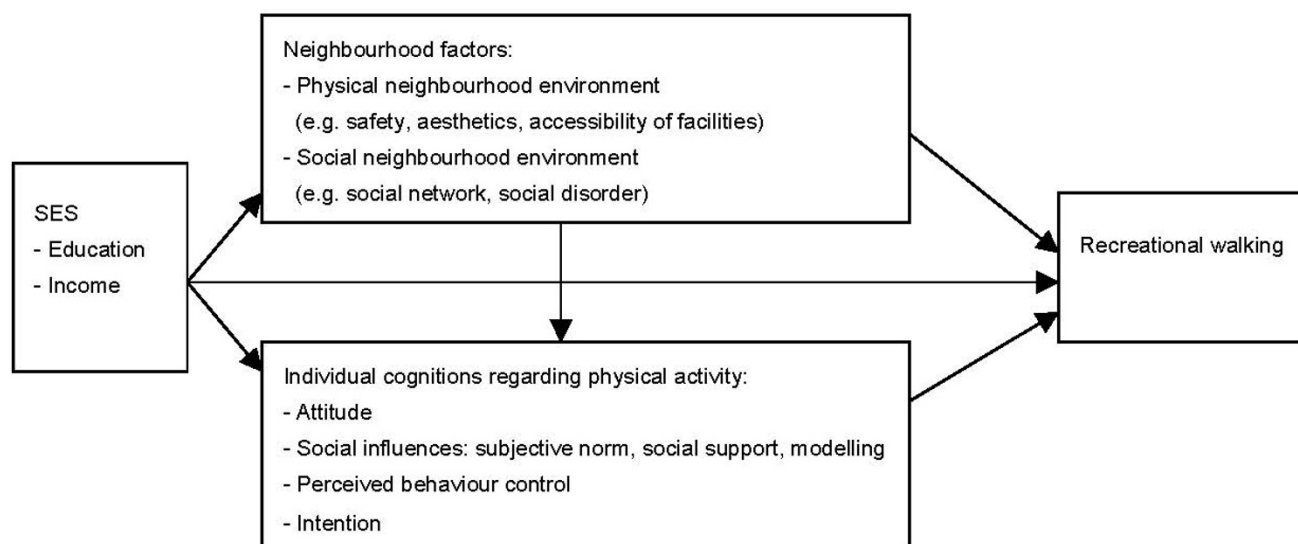 Neighbourhood factors:
- Physical neighbourhood environment
(e.g. safety, aesthetics, accessibility of facilities)
- Social neighbourhood environment
(e.g. social network, social disorder)
SES
- Education
- Income
Recreational walking
Individual cognitions regarding physical activity:
- Attitude
- Social influences: subjective norm, social support, modelling
- Perceived behaviour control
- Intention